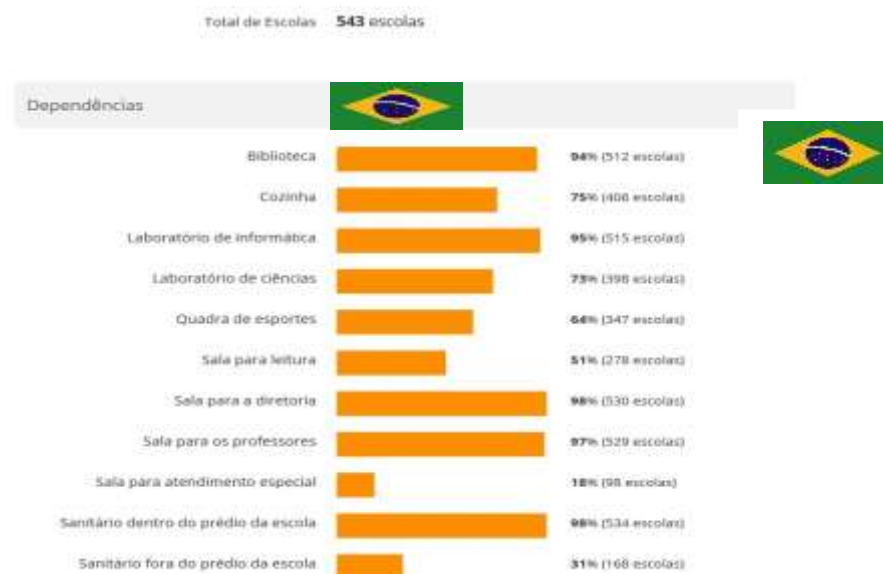 Total de Escolas 543 escolas
Dependências
Biblioteca 94% (512 escolas)
Cozinha 75% (406 escolas)
Laboratório de informática 95% (515 escolas)
Laboratório de ciências 73% (398 escolas)
Quadra de esportes 64% (347 escolas)
Sala para leitura 51% (278 escolas)
Sala para a diretoria 98% (530 escolas)
Sala para os professores 97% (529 escolas)
Sala para atendimento especial 18% (98 escolas)
Sanitário dentro do prédio da escola 98% (534 escolas)
Sanitário fora do prédio da escola 31% (168 escolas)